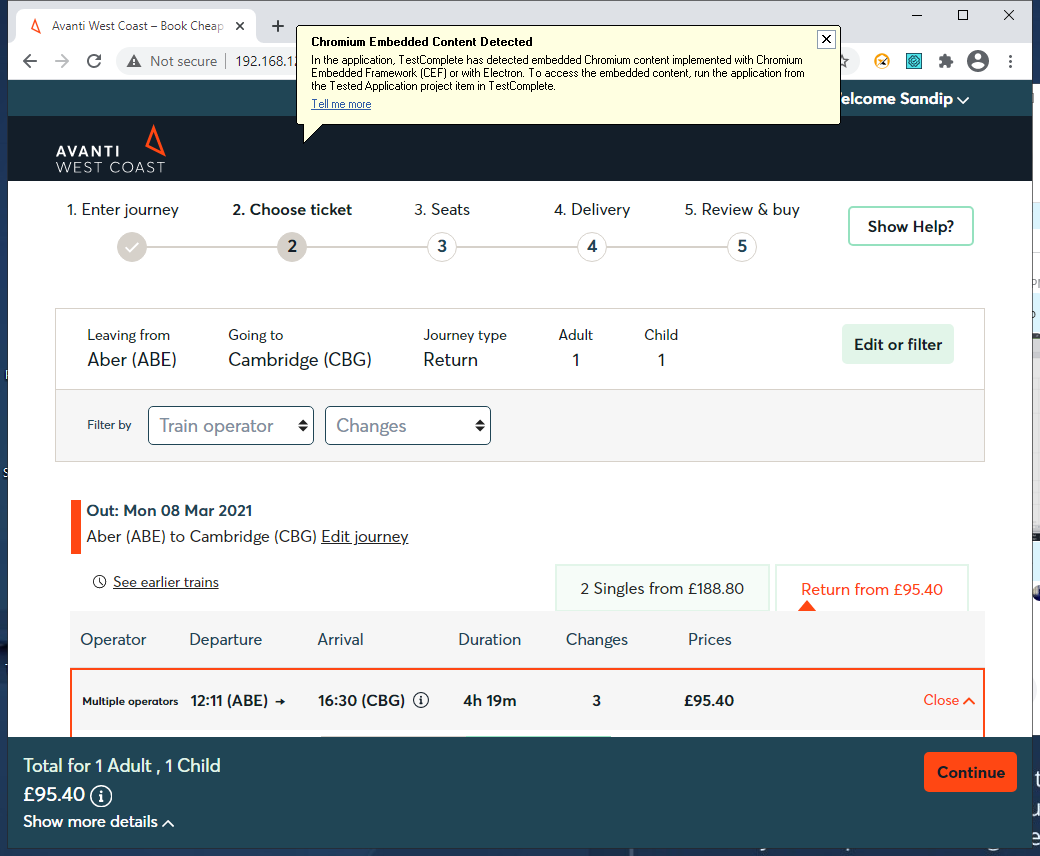 Avanti West Coast – Book Cheap
Not secure
192.168.12
Chromium Embedded Content Detected
In the application, TestComplete has detected embedded Chromium content implemented with Chromium
Embedded Framework (CEF) or with Electron. To access the embedded content, run the application from
the Tested Application project item in TestComplete.
Tell me more
elcome Sandip
AVANTI
WEST COAST
1. Enter journey
2. Choose ticket
3. Seats
4. Delivery
5. Review & buy
Show Help?
2
3
4
5
Leaving from
Going to
Journey type
Adult
Child
Aber (ABE)
Cambridge (CBG)
Return
1
1
Edit or filter
Filter by
Train operator
Changes
Out: Mon 08 Mar 2021
Aber (ABE) to Cambridge (CBG) Edit journey
See earlier trains
2 Singles from £188.80
Return from £95.40
Operator
Departure
Arrival
Duration
Changes
Prices
Multiple operators
12:11 (ABE) →
16:30 (CBG)
4h 19m
3
£95.40
Close
Total for 1 Adult , 1 Child
£95.40
Show more details
Continue